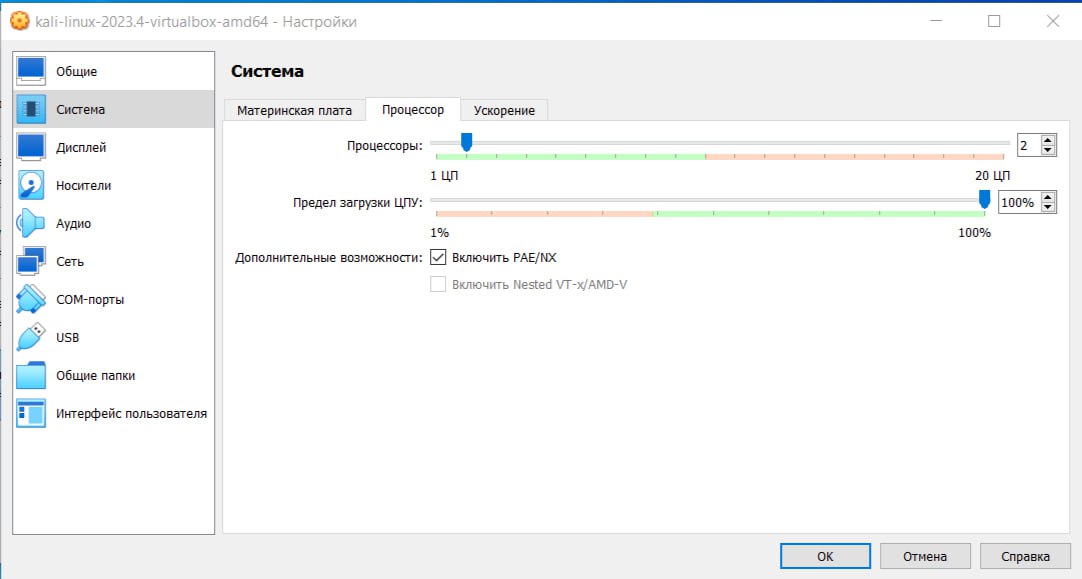 kali-linux-2023.4-virtualbox-amd64 - Настройки
Общие
Система
Дисплей
Носители
Аудио
Сеть
COM-порты
USB
Общие папки
Интерфейс пользователя
Система
Материнская плата Процессор Ускорение
Процессоры: 2
1 ЦП 20 ЦП
Предел загрузки ЦПУ: 100%
1% 100%
Дополнительные возможности: Включить PAE/NX
Включить Nested VT-x/AMD-V
OK Отмена Справка